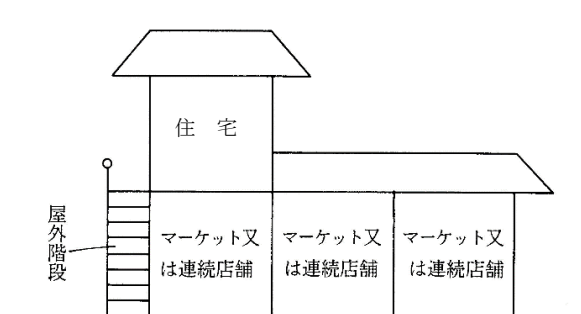 住宅
屋外階段
マーケット又
は連続店舗
マーケット又
は連続店舗
マーケット又
は連続店舗